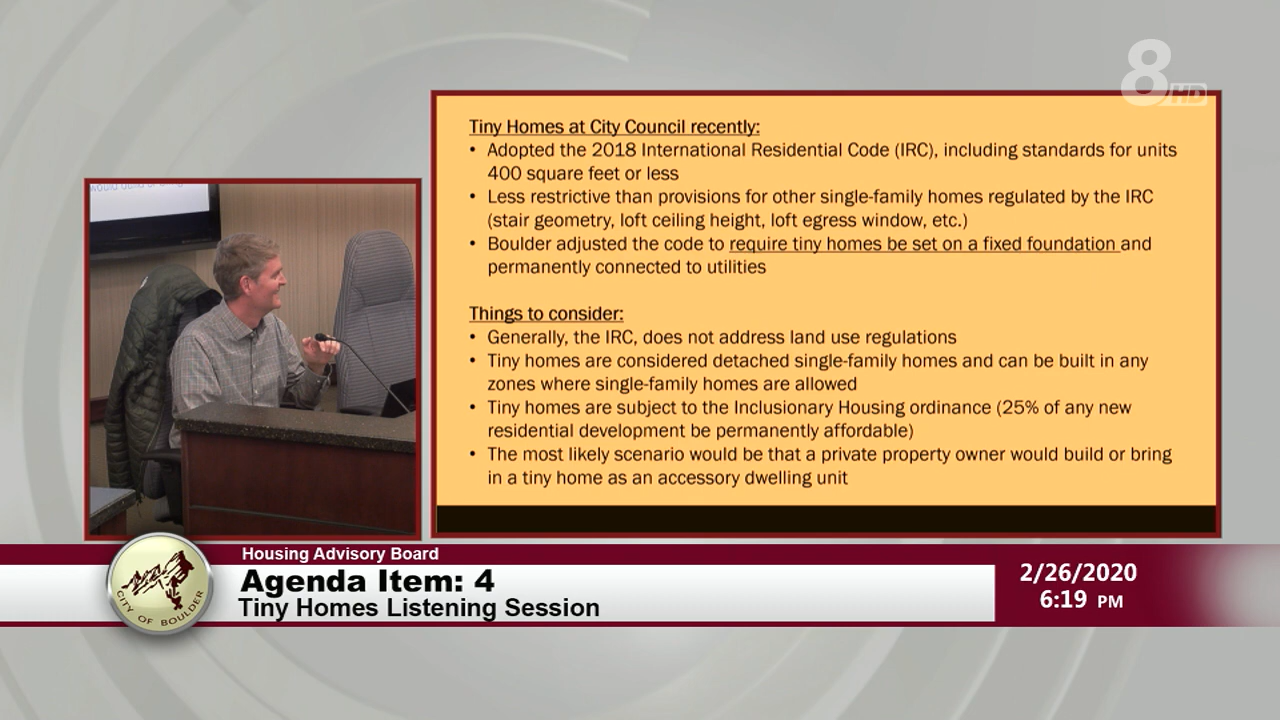 8
HD
would
Tiny Homes at City Council recently:
• Adopted the 2018 International Residential Code (IRC), including standards for units
400 square feet or less
• Less restrictive than provisions for other single-family homes regulated by the IRC
(stair geometry, loft ceiling height, loft egress window, etc.)
• Boulder adjusted the code to require tiny homes be set on a fixed foundation and
permanently connected to utilities
Things to consider:
• Generally, the IRC, does not address land use regulations
• Tiny homes are considered detached single-family homes and can be built in any
zones where single-family homes are allowed
• Tiny homes are subject to the Inclusionary Housing ordinance (25% of any new
residential development be permanently affordable)
• The most likely scenario would be that a private property owner would build or bring
in a tiny home as an accessory dwelling unit
Housing Advisory Board
Agenda Item: 4
Tiny Homes Listening Session
CITY OF BOULDER
2/26/2020
6:19 PM